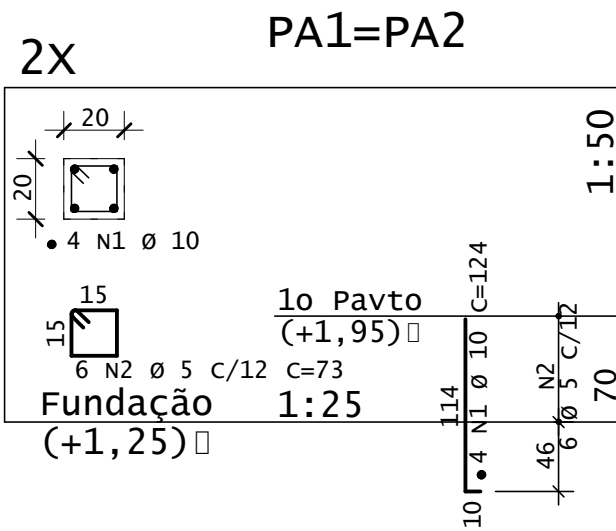 PA1=PA2
2X
20
20
4 N1 Ø 10
15
15
6 N2 Ø 5 C/12 C=73
Fundação
(+1,25)
1:25
1:50
1o Pavto
(+1,95)
114
4 N1 Ø 10 C=124
10
N2
6 Ø 5 C/12
46
70